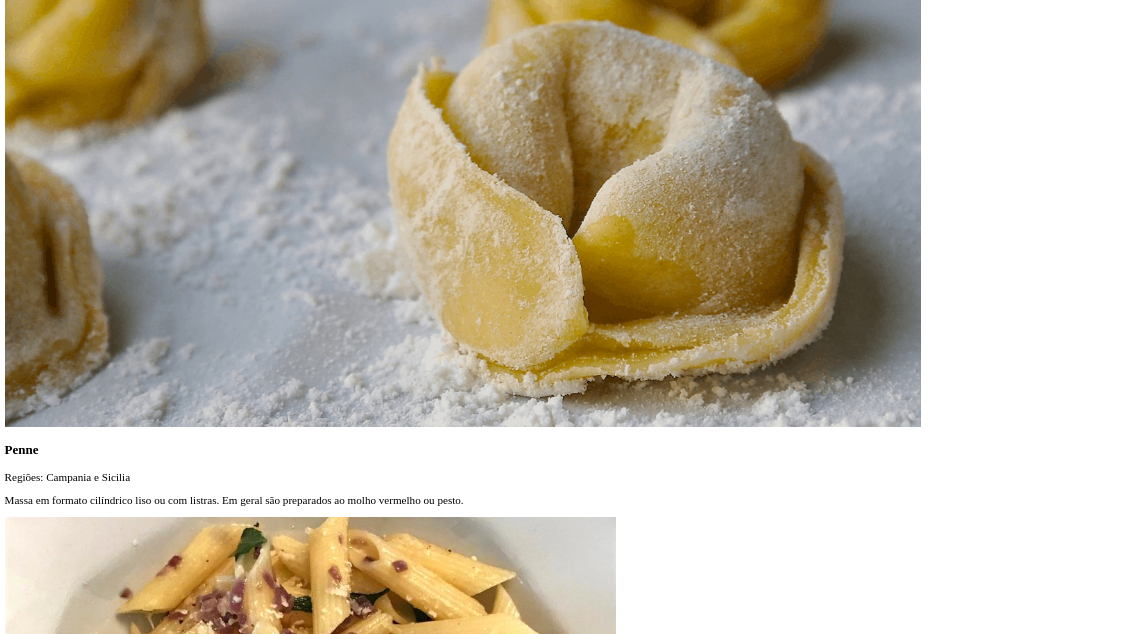 Penne
Regiões: Campania e Sicilia
Massa em formato cilíndrico liso ou com listras. Em geral são preparados ao molho vermelho ou pesto.